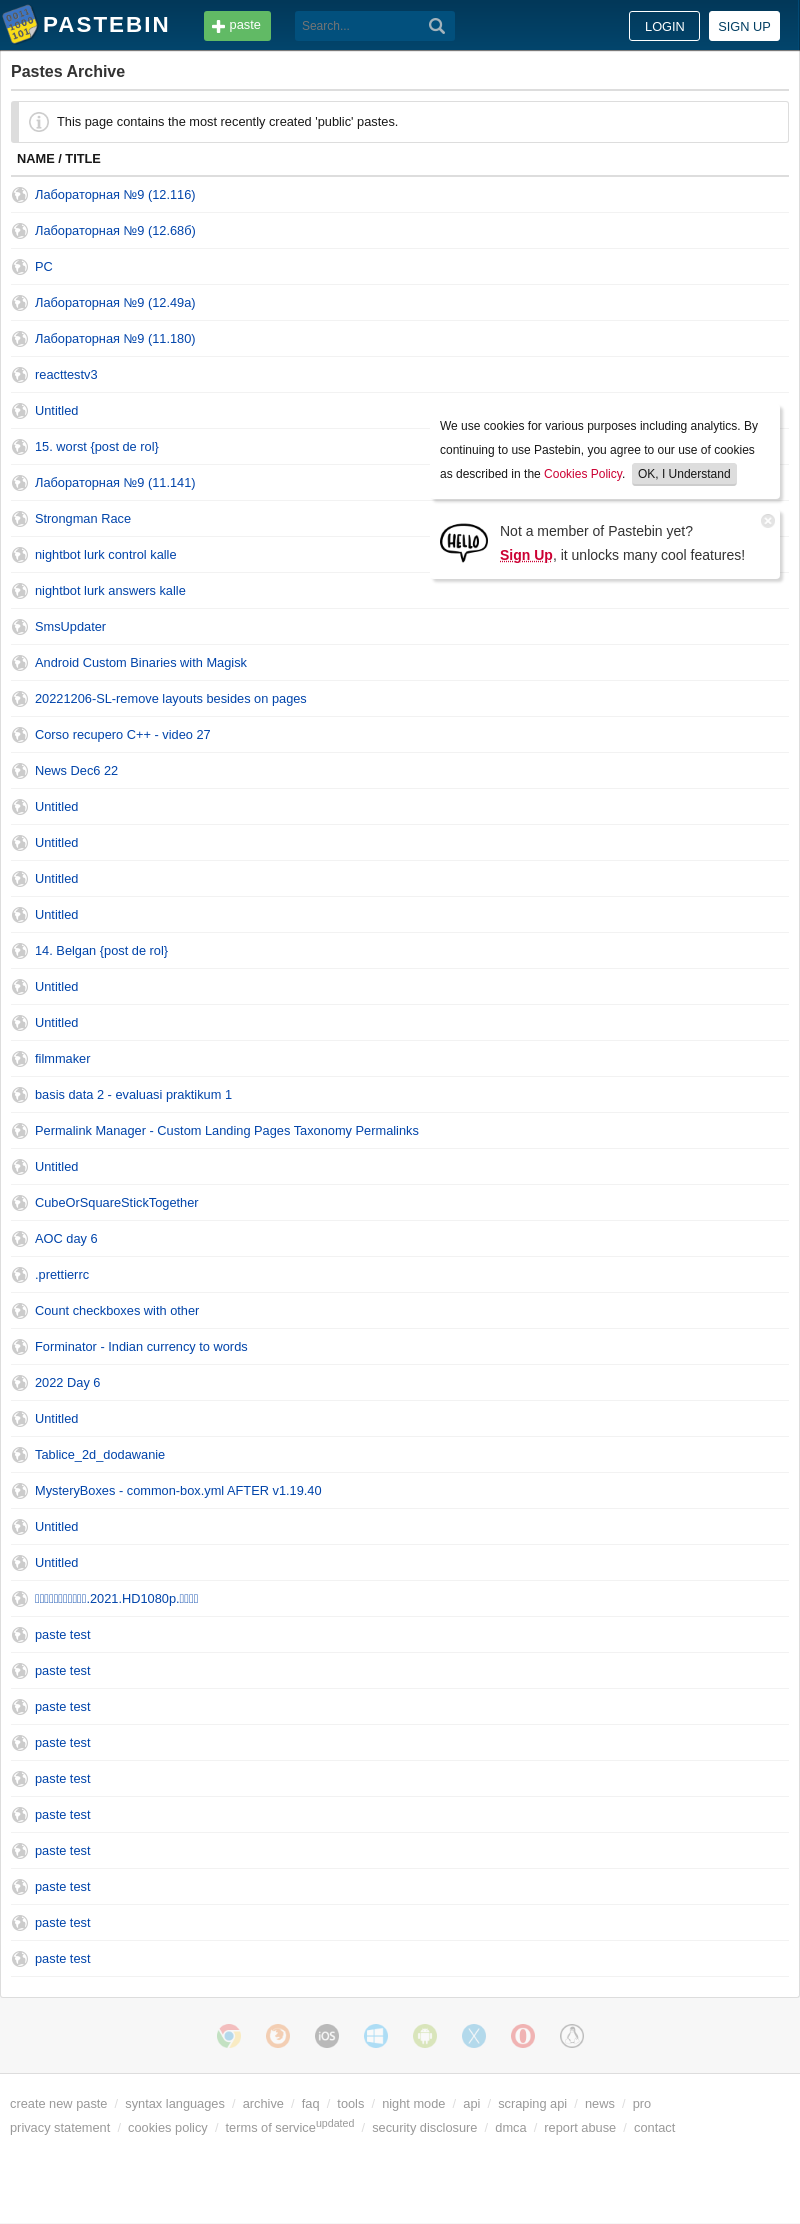 PASTEBIN
paste
Search...
LOGIN
SIGN UP
Pastes Archive
This page contains the most recently created 'public' pastes.
NAME / TITLE
Лабораторная №9 (12.116)
Лабораторная №9 (12.68б)
PC
Лабораторная №9 (12.49а)
Лабораторная №9 (11.180)
reacttestv3
Untitled
15. worst {post de rol}
Лабораторная №9 (11.141)
Strongman Race
nightbot lurk control kalle
nightbot lurk answers kalle
We use cookies for various purposes including analytics. By
continuing to use Pastebin, you agree to our use of cookies
as described in the Cookies Policy. OK, I Understand
HELLO
Not a member of Pastebin yet?
Sign Up, it unlocks many cool features!
SmsUpdater
Android Custom Binaries with Magisk
20221206-SL-remove layouts besides on pages
Corso recupero C++ - video 27
News Dec6 22
Untitled
Untitled
Untitled
Untitled
14. Belgan {post de rol}
Untitled
Untitled
filmmaker
basis data 2 - evaluasi praktikum 1
Permalink Manager - Custom Landing Pages Taxonomy Permalinks
Untitled
CubeOrSquareStickTogether
AOC day 6
.prettierrc
Count checkboxes with other
Forminator - Indian currency to words
2022 Day 6
Untitled
Tablice_2d_dodawanie
MysteryBoxes - common-box.yml AFTER v1.19.40
Untitled
Untitled
.2021.HD1080p.
paste test
paste test
paste test
paste test
paste test
paste test
paste test
paste test
paste test
paste test
iOS
create new paste / syntax languages / archive / faq / tools / night mode / api / scraping api / news / pro
privacy statement / cookies policy / terms of service updated / security disclosure / dmca / report abuse / contact